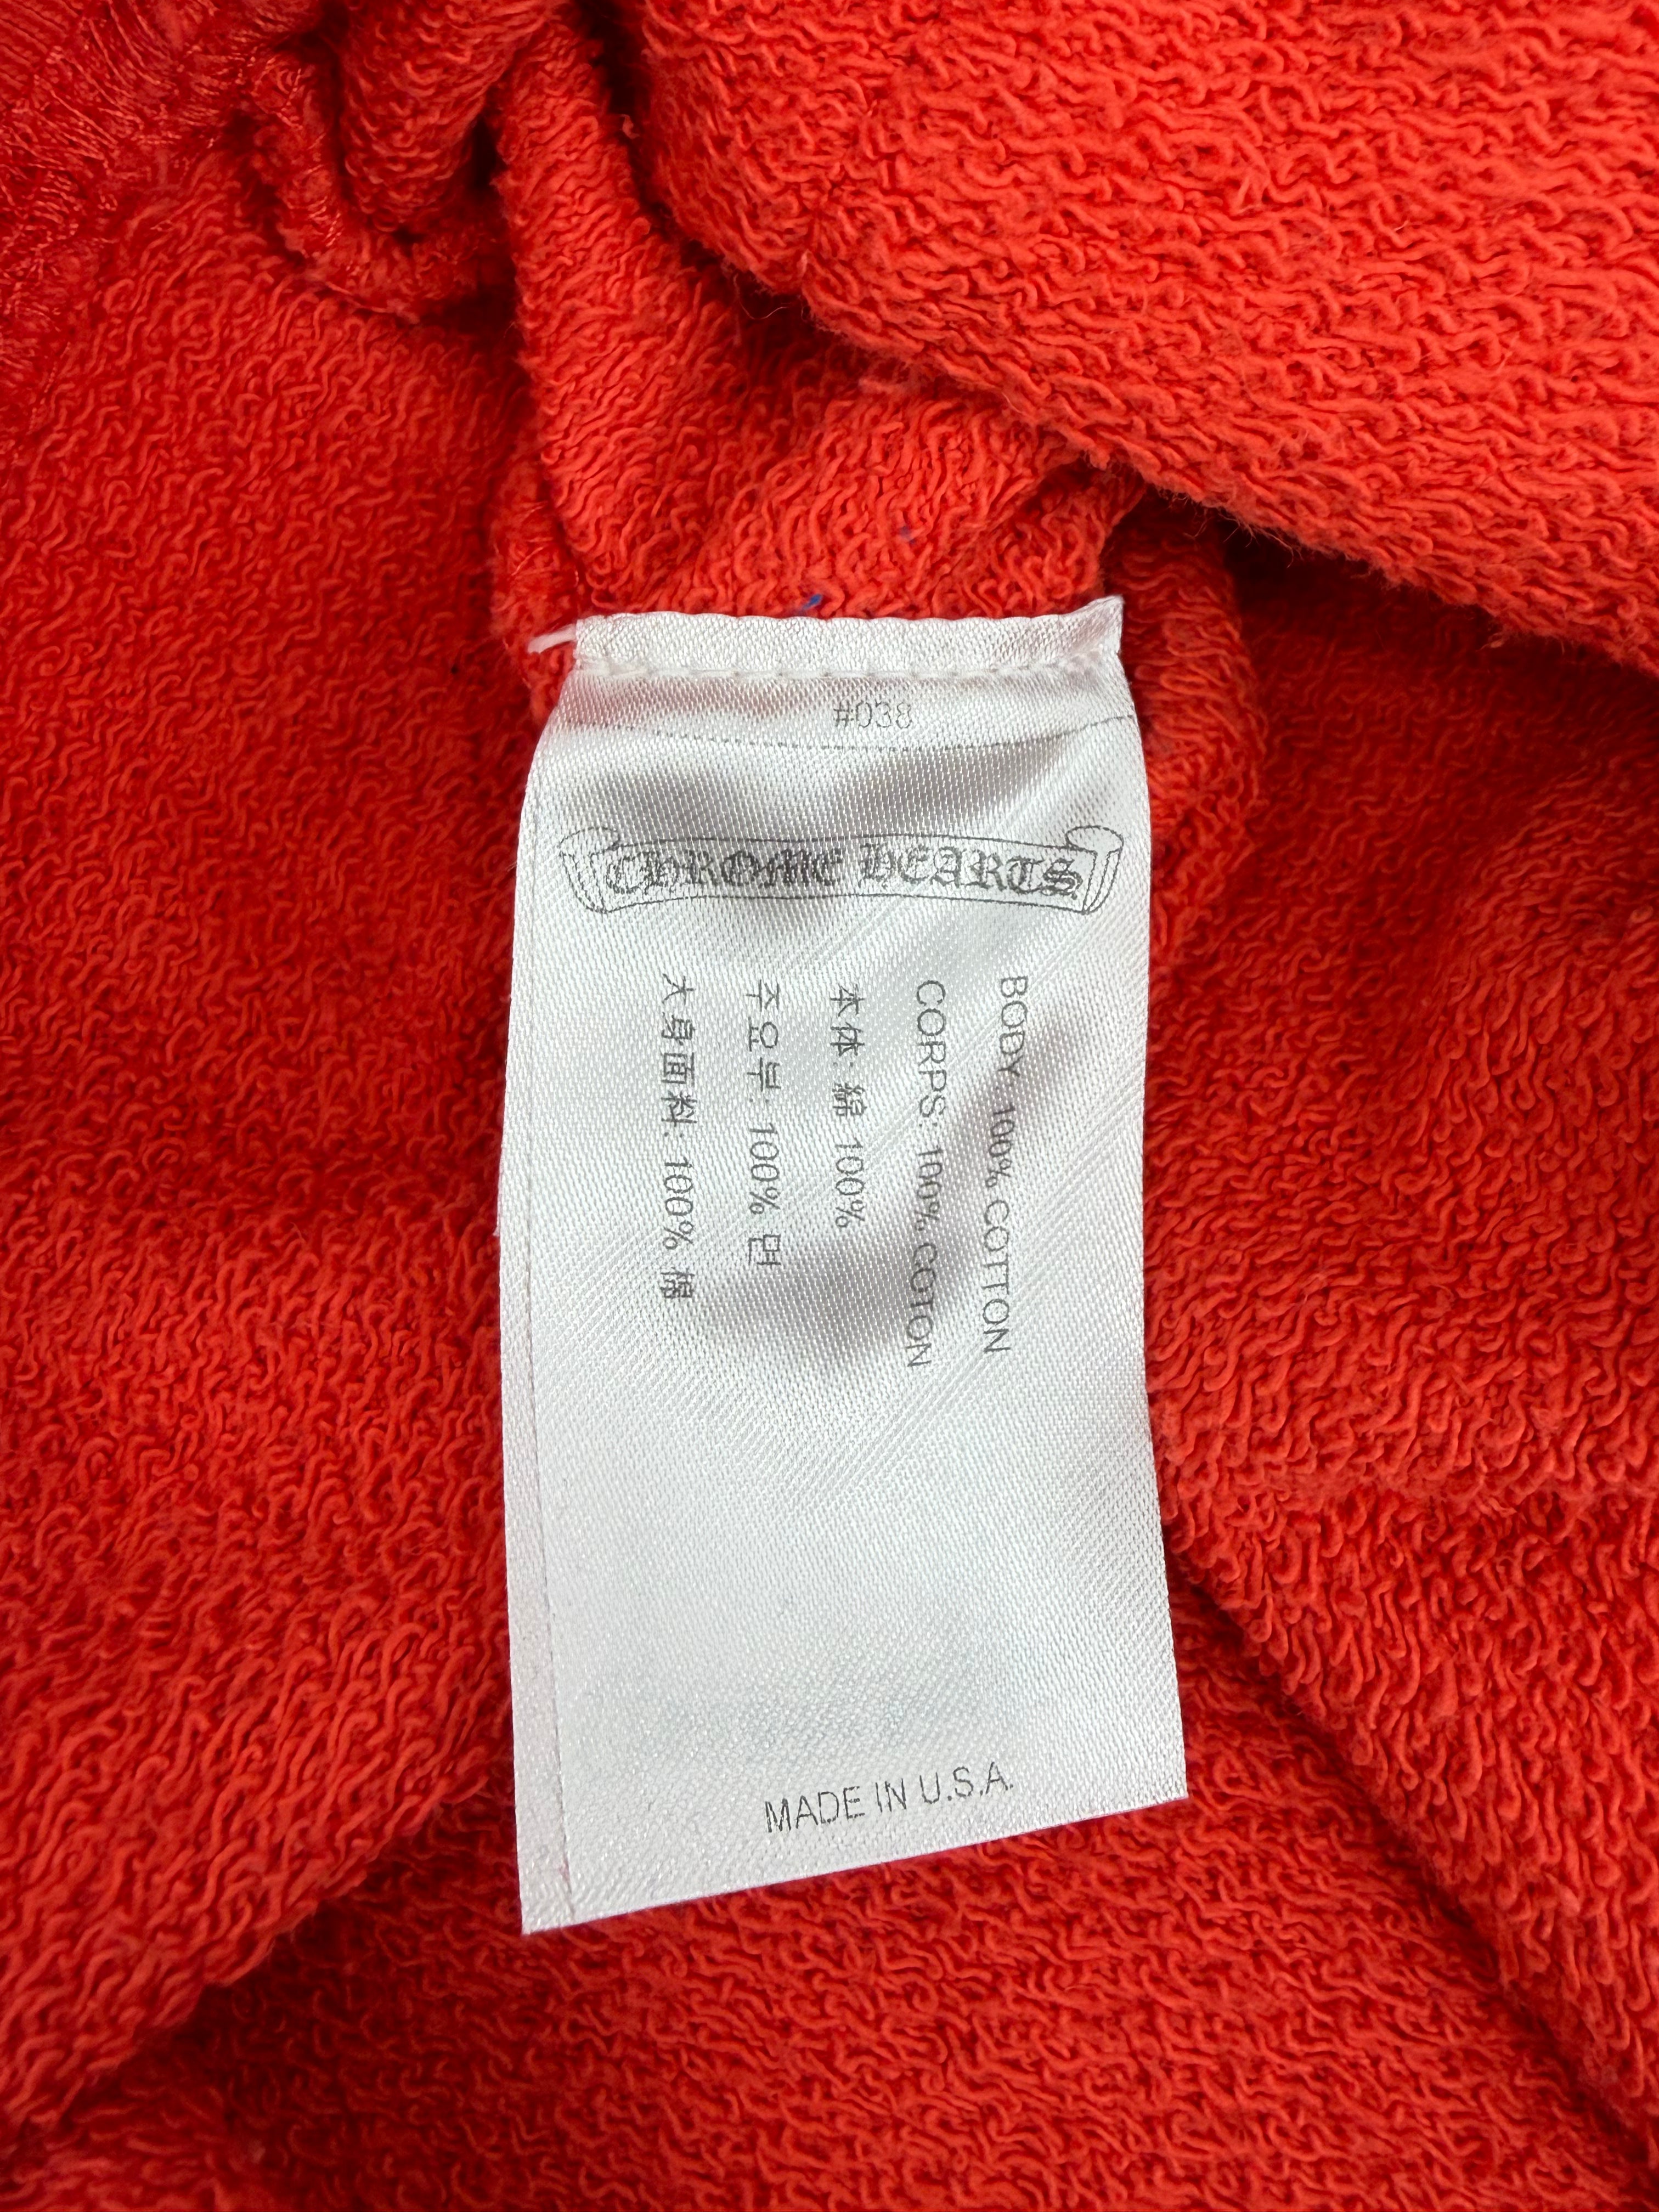 #038
CHROME HEARTS
BODY: 100% COTTON
CORPS: 100% COTON
本体: 綿 100%
주요부: 100% 면
大身面料: 100% 棉
MADE IN U.S.A.